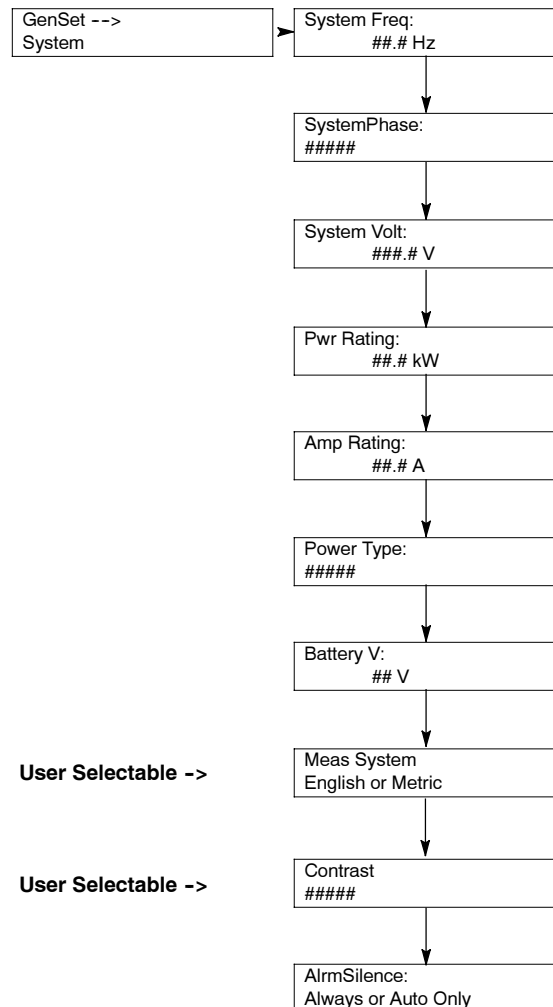 GenSet -->
System
System Freq:
##.# Hz
SystemPhase:
#####
System Volt:
###.# V
Pwr Rating:
##.# kW
Amp Rating:
##.# A
Power Type:
#####
Battery V:
## V
User Selectable ->
Meas System
English or Metric
User Selectable ->
Contrast
#####
AlrmSilence:
Always or Auto Only